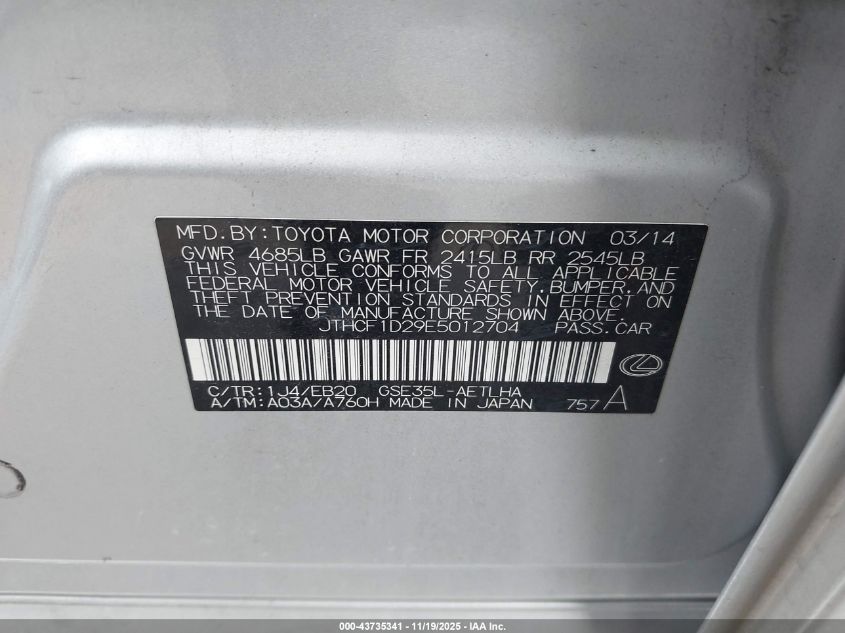 MFD. BY: TOYOTA MOTOR CORPORATION 03/14
GVWR 4685LB GAWR FR 2415LB RR 2545LB
THIS VEHICLE CONFORMS TO ALL APPLICABLE
FEDERAL MOTOR VEHICLE SAFETY, BUMPER, AND
THEFT PREVENTION STANDARDS IN EFFECT ON
THE DATE OF MANUFACTURE SHOWN ABOVE.
JTHCF1D29E5012704 PASS. CAR
C/TR: 1J4/EB20 GSE35L-AETLHA
A/TM: A03A/A760H MADE IN JAPAN 757 A
000-43735341 - 11/19/2025 - IAA Inc.